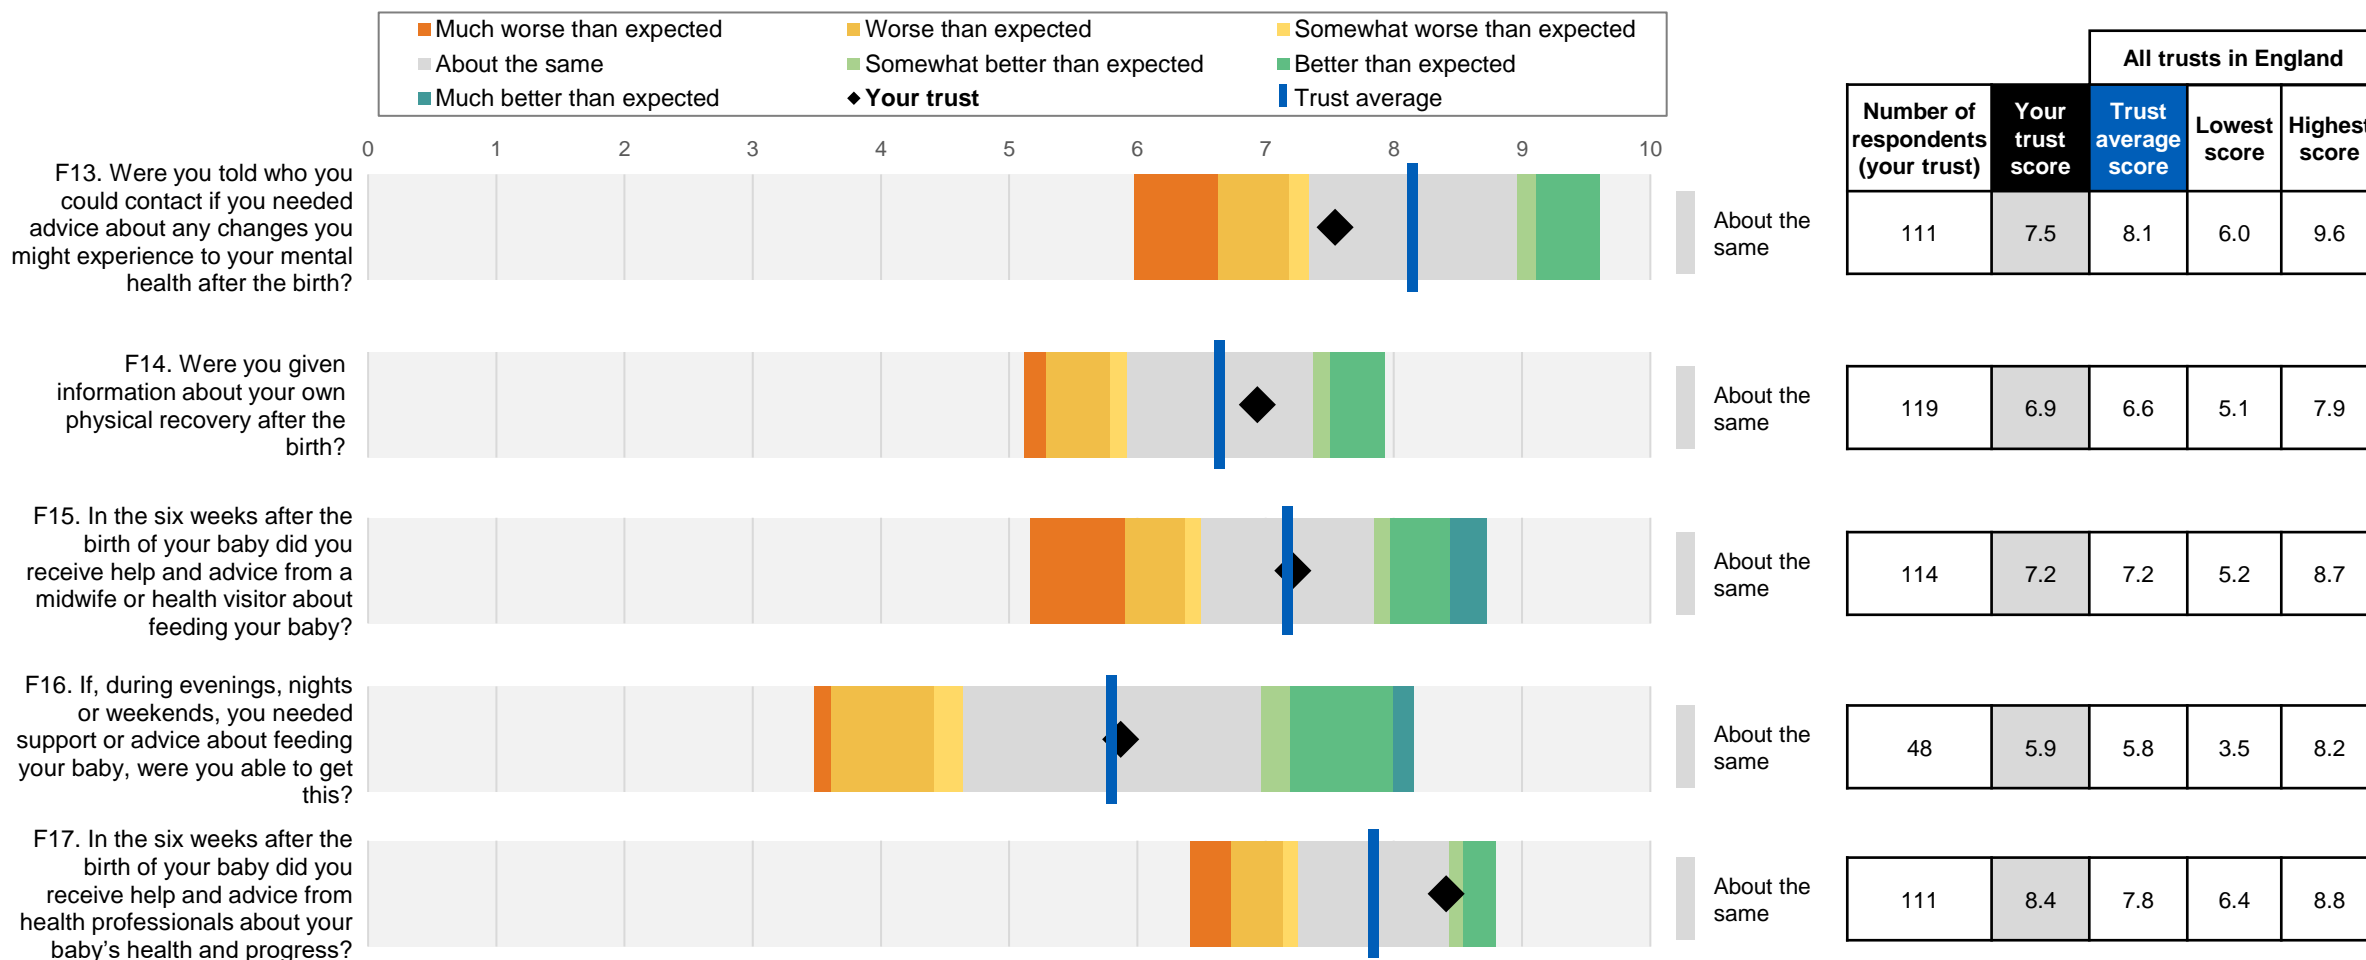 Much worse than expected
Worse than expected
Somewhat worse than expected
About the same
Somewhat better than expected
Better than expected
Much better than expected
Your trust
Trust average
All trusts in England
Number of
respondents
(your trust)
Your
trust
score
Trust
average
score
Lowest
score
Highest
score
0 1 2 3 4 5 6 7 8 9 10
F13. Were you told who you
could contact if you needed
advice about any changes you
might experience to your mental
health after the birth?
About the
same
111 7.5 8.1 6.0 9.6
F14. Were you given
information about your own
physical recovery after the
birth?
About the
same
119 6.9 6.6 5.1 7.9
F15. In the six weeks after the
birth of your baby did you
receive help and advice from a
midwife or health visitor about
feeding your baby?
About the
same
114 7.2 7.2 5.2 8.7
F16. If, during evenings, nights
or weekends, you needed
support or advice about feeding
your baby, were you able to get
this?
About the
same
48 5.9 5.8 3.5 8.2
F17. In the six weeks after the
birth of your baby did you
receive help and advice from
health professionals about your
baby’s health and progress?
About the
same
111 8.4 7.8 6.4 8.8